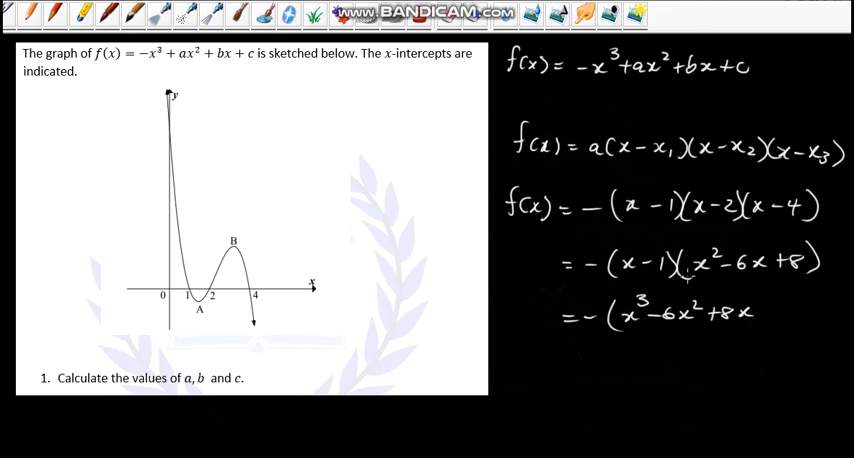 www.BANDICAM.com
The graph of f(x) = −x³ + ax² + bx + c is sketched below. The x-intercepts are
indicated.
y
B
x
0 1 2 4
A
1. Calculate the values of a, b and c.
f(x) = -x³+ax²+bx+c
f(x) = a(x-x₁)(x-x₂)(x-x₃)
f(x) = -(x-1)(x-2)(x-4)
= -(x-1)(x²-6x+8)
= -(x³-6x²+8x